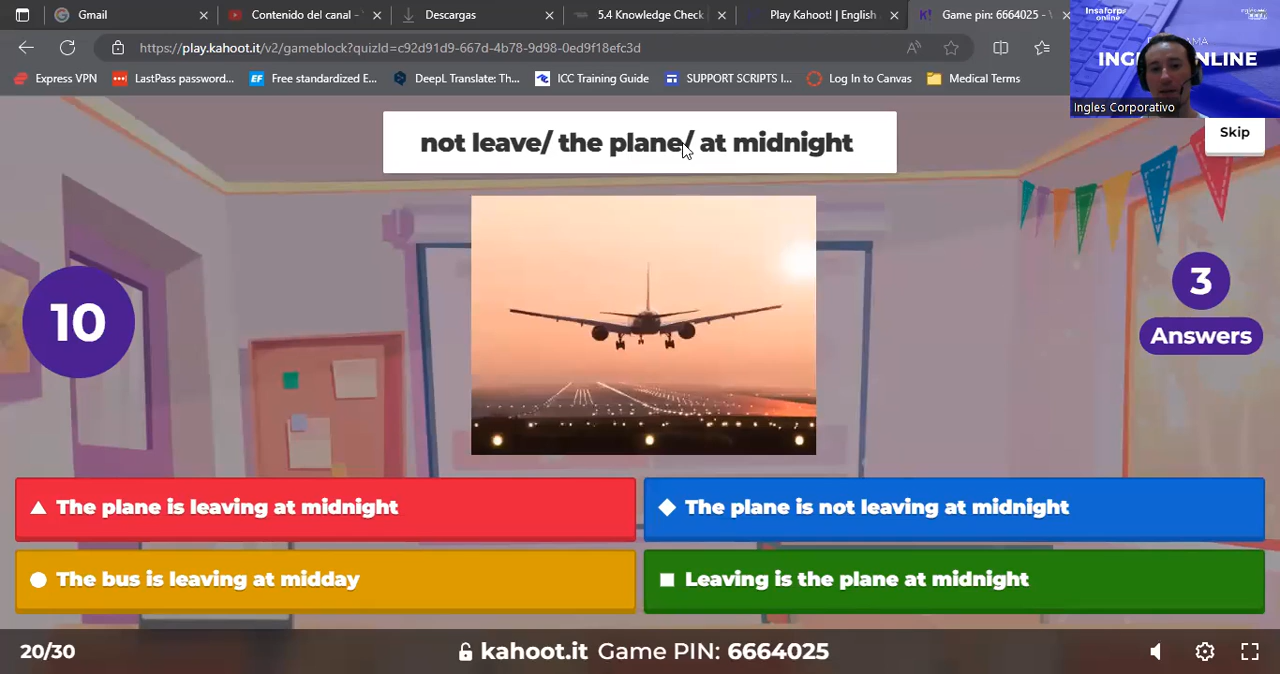 Gmail
Contenido del canal -
Descargas
5.4 Knowledge Check
Play Kahoot! | English
Game pin: 6664025 -
https://play.kahoot.it/v2/gameblock?quizId=c92d91d9-667d-4b78-9d98-0ed9f18efc3d
Express VPN
LastPass password...
EF
Free standardized E...
DeepL Translate: Th...
ICC Training Guide
SUPPORT SCRIPTS I...
Log In to Canvas
Medical Terms
Insaforp
online
Ingles Corporativo
not leave/ the plane/ at midnight
Skip
10
3
Answers
The plane is leaving at midnight
The plane is not leaving at midnight
The bus is leaving at midday
Leaving is the plane at midnight
20/30
kahoot.it Game PIN: 6664025